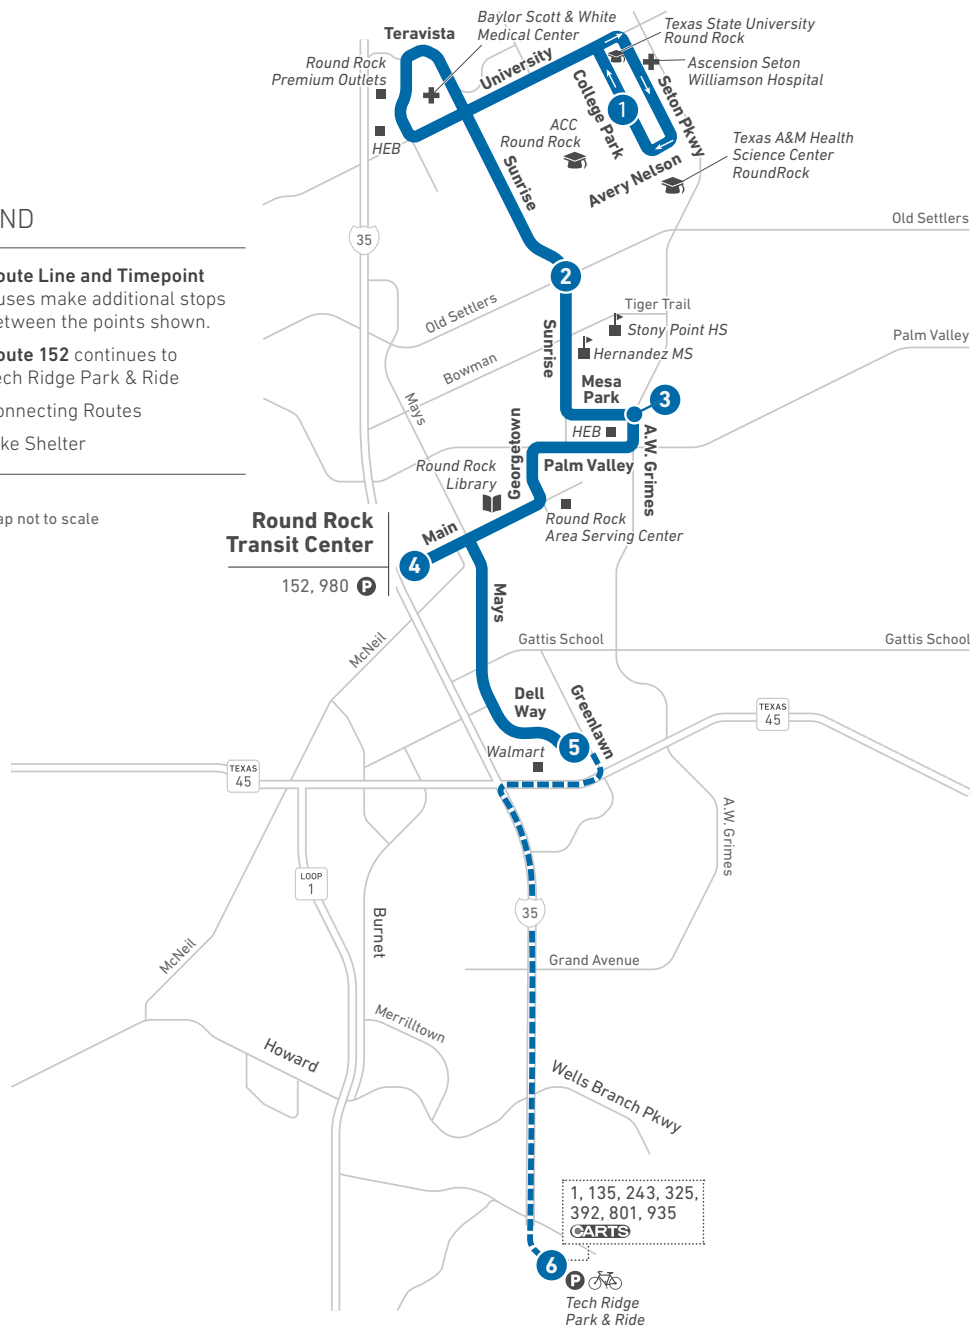 Baylor Scott & White
Medical Center
Teravista
Texas State University
Round Rock
Round Rock
Premium Outlets
University
Ascension Seton
Williamson Hospital
College Park
Seton Pkwy
1
HEB
ACC
Round Rock
Texas A&M Health
Science Center
RoundRock
Sunrise
Avery Nelson
ND
35
Old Settlers
oute Line and Timepoint
uses make additional stops
etween the points shown.
oute 152 continues to
ech Ridge Park & Ride
onnecting Routes
ke Shelter
ap not to scale
2
Old Settlers
Tiger Trail
Stony Point HS
Palm Valley
Sunrise
Hernandez MS
Bowman
Mesa
Park
3
Mays
HEB
Georgetown
A.W. Grimes
Palm Valley
Round Rock
Library
Round Rock
Area Serving Center
Round Rock
Transit Center
Main
4
152, 980 P
Mays
McNeil
Gattis School
Gattis School
Dell
Way
Greenlawn
TEXAS
45
Walmart
5
TEXAS
45
A.W. Grimes
LOOP
1
35
Burnet
McNeil
Grand Avenue
Merrilltown
Howard
Wells Branch Pkwy
1, 135, 243, 325,
392, 801, 935
CARTS
6
P
Tech Ridge
Park & Ride